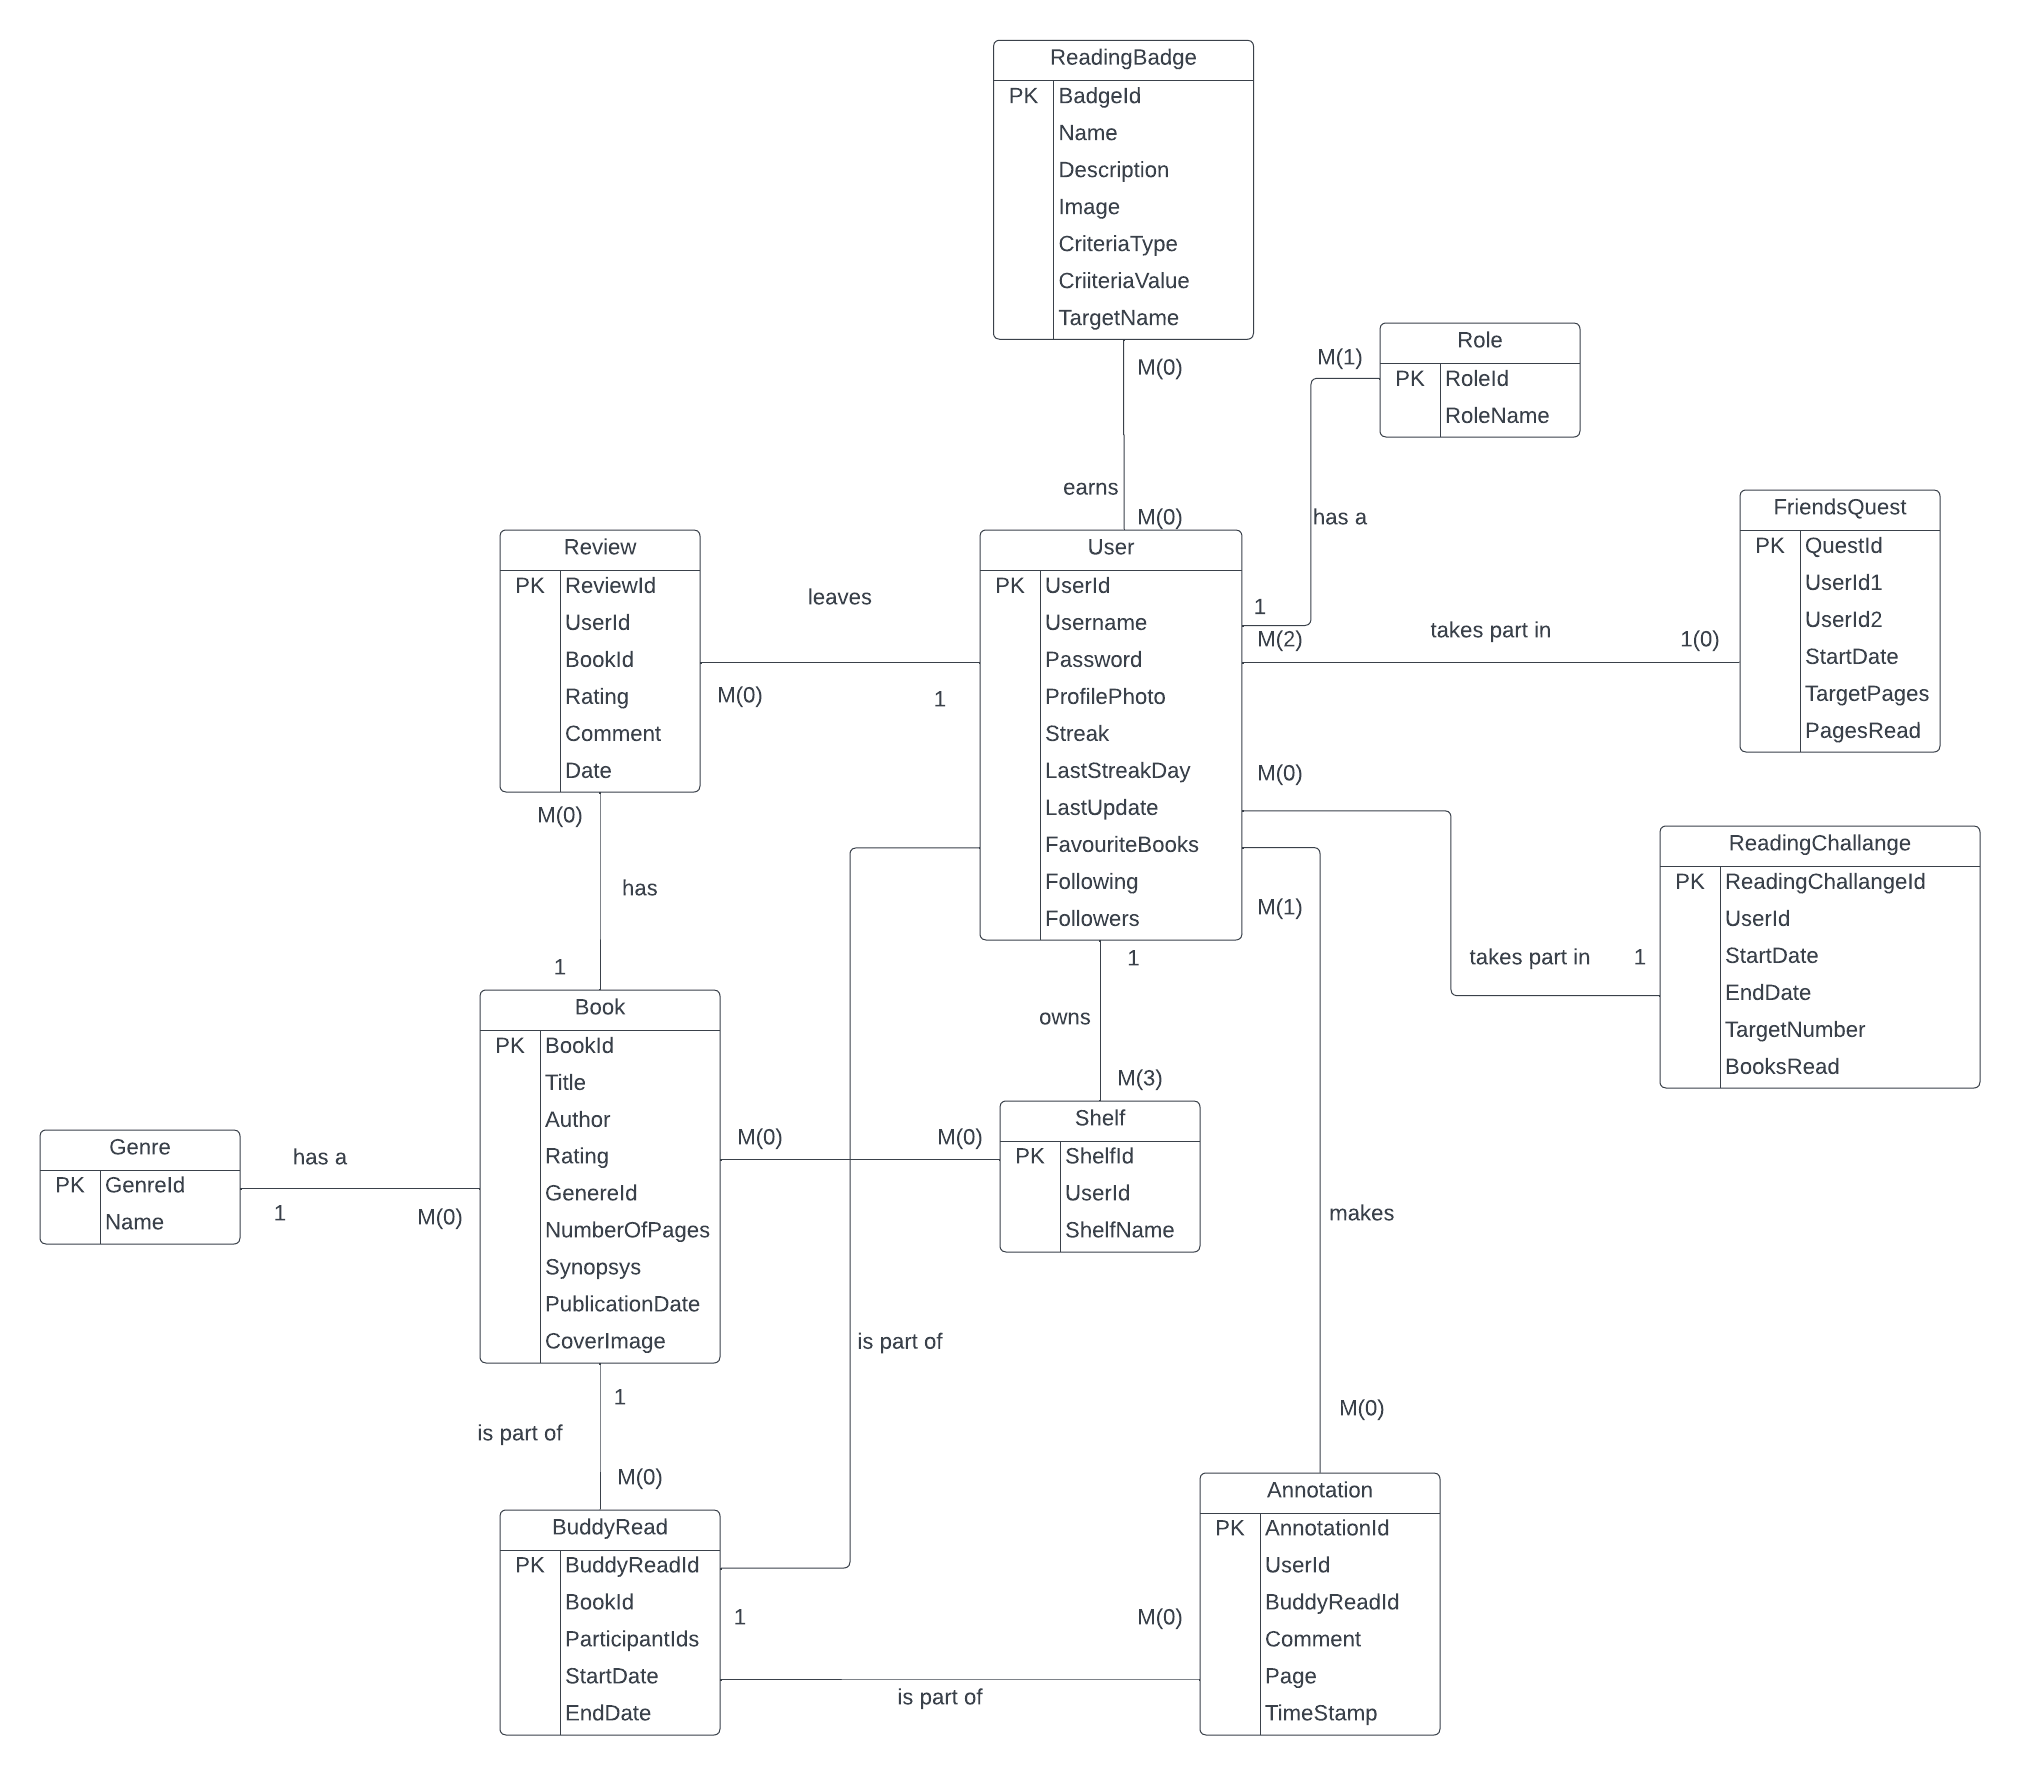 ReadingBadge
PK BadgeId
Name
Description
Image
CriteriaType
CriiteriaValue
TargetName
M(0)
earns
M(0)
Role
PK RoleId
RoleName
M(1)
has a
1
FriendsQuest
PK QuestId
UserId1
UserId2
StartDate
TargetPages
PagesRead
M(2)
takes part in
1(0)
Review
PK ReviewId
UserId
BookId
Rating
Comment
Date
leaves
M(0)
1
User
PK UserId
Username
Password
ProfilePhoto
Streak
LastStreakDay
LastUpdate
FavouriteBooks
Following
Followers
M(0)
takes part in
1
ReadingChallange
PK ReadingChallangeId
UserId
StartDate
EndDate
TargetNumber
BooksRead
M(0)
has
1
M(1)
makes
M(0)
1
owns
M(3)
Book
PK BookId
Title
Author
Rating
GenereId
NumberOfPages
Synopsys
PublicationDate
CoverImage
M(0)
M(0)
Shelf
PK ShelfId
UserId
ShelfName
Genre
PK GenreId
Name
has a
1
M(0)
is part of
1
is part of
M(0)
BuddyRead
PK BuddyReadId
BookId
ParticipantIds
StartDate
EndDate
1
M(0)
is part of
Annotation
PK AnnotationId
UserId
BuddyReadId
Comment
Page
TimeStamp